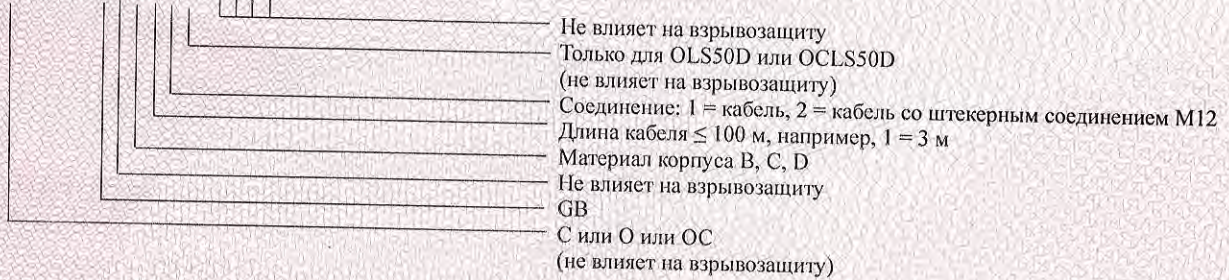 Не влияет на взрывозащиту
Только для OLS50D или OCLS50D
(не влияет на взрывозащиту)
Соединение: 1 = кабель, 2 = кабель со штекерным соединением М12
Длина кабеля ≤ 100 м, например, 1 = 3 м
Материал корпуса В, С, D
Не влияет на взрывозащиту
GB
С или О или ОС
(не влияет на взрывозащиту)